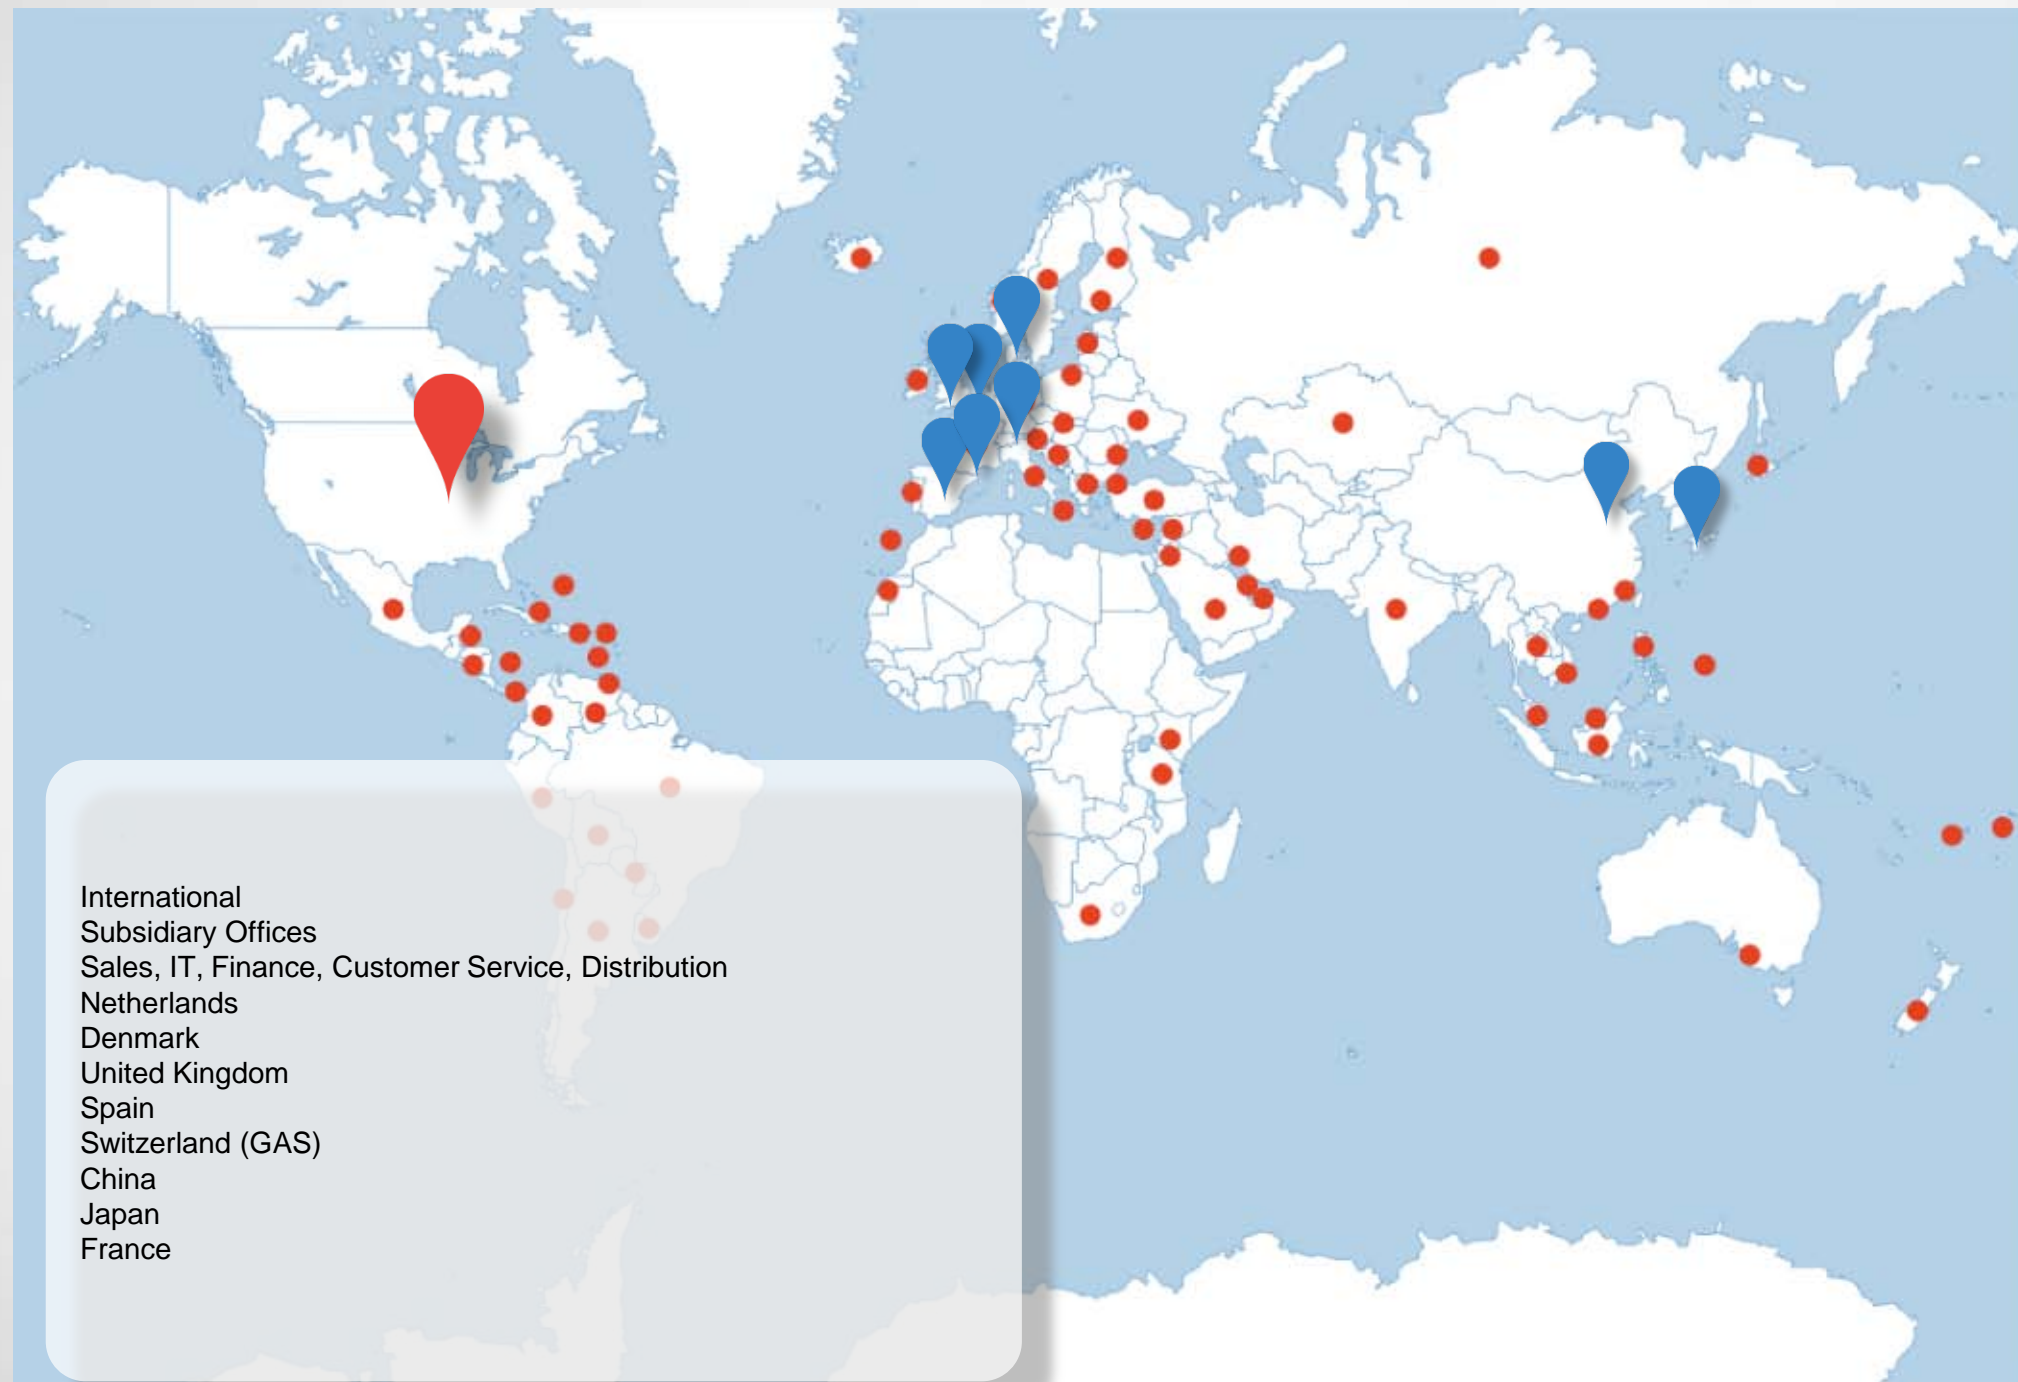 International
Subsidiary Offices
Sales, IT, Finance, Customer Service, Distribution
Netherlands
Denmark
United Kingdom
Spain
Switzerland (GAS)
China
Japan
France